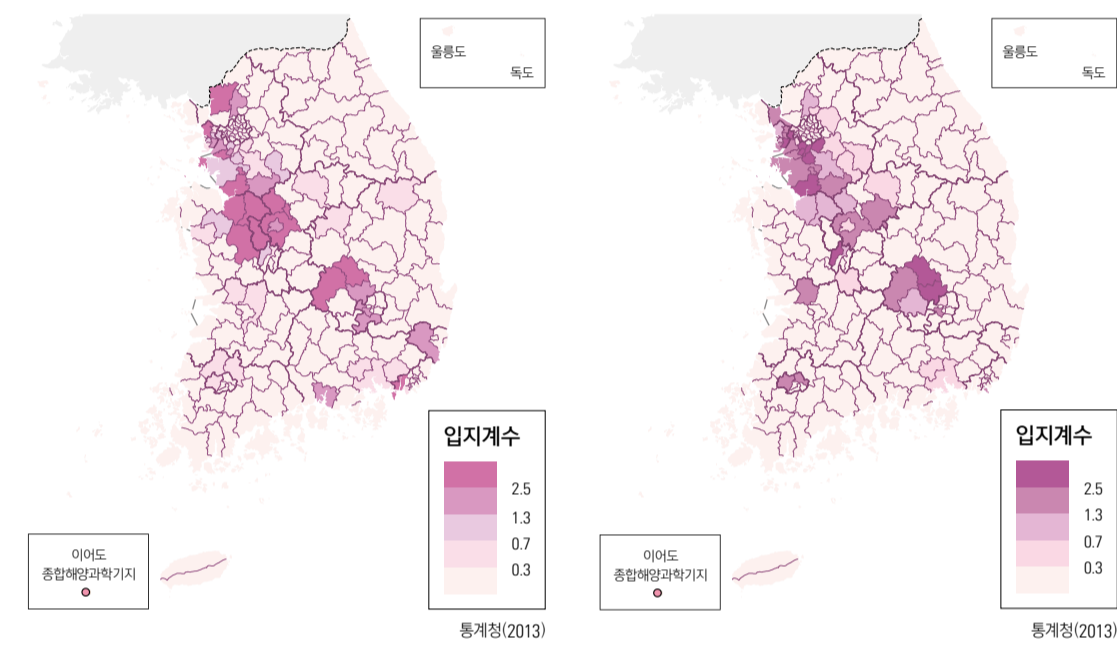 울릉도
독도
입지계수
2.5
1.3
0.7
0.3
이어도
종합해양과학기지
통계청(2013)
울릉도
독도
입지계수
2.5
1.3
0.7
0.3
이어도
종합해양과학기지
통계청(2013)